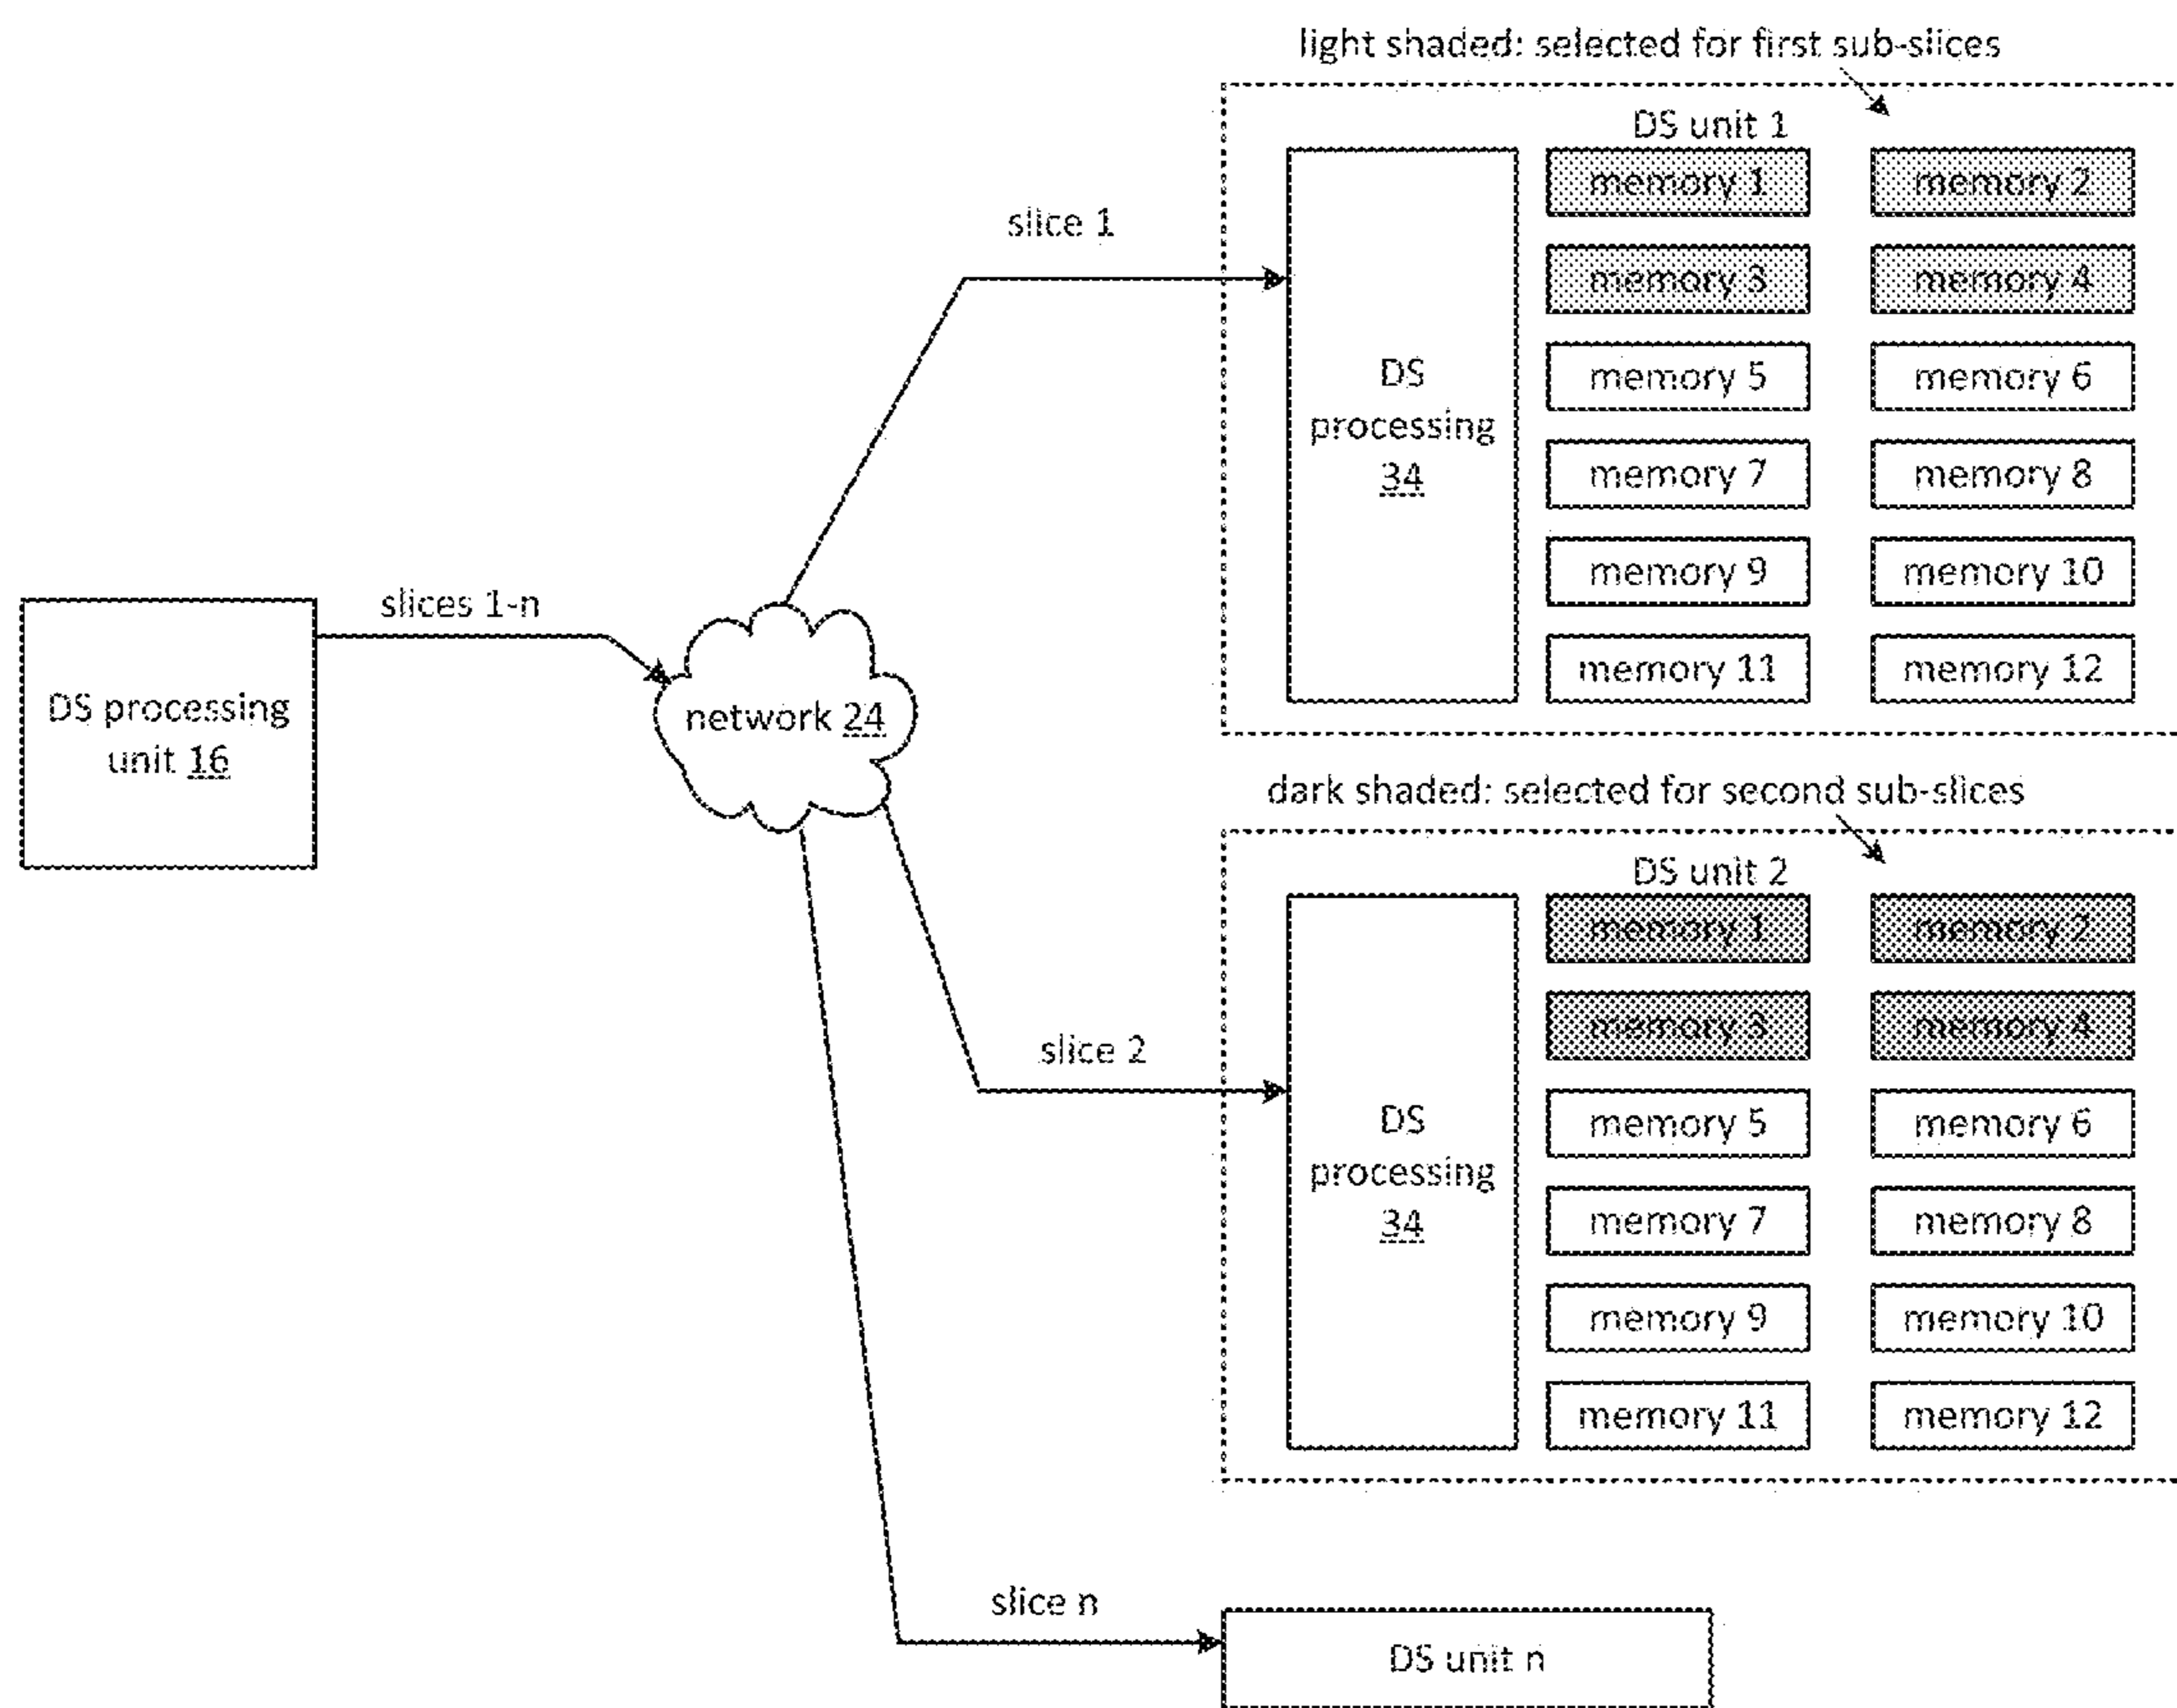 light shaded: selected for first sub-slices
DS unit 1
memory 1
memory 2
slice 1
memory 3
memory 4
DS
processing
34
memory 5
memory 6
memory 7
memory 8
memory 9
memory 10
memory 11
memory 12
slices 1-n
DS processing
unit 16
network 24
dark shaded: selected for second sub-slices
DS unit 2
memory 1
memory 2
memory 3
memory 4
slice 2
DS
processing
34
memory 5
memory 6
memory 7
memory 8
memory 9
memory 10
memory 11
memory 12
slice n
DS unit n